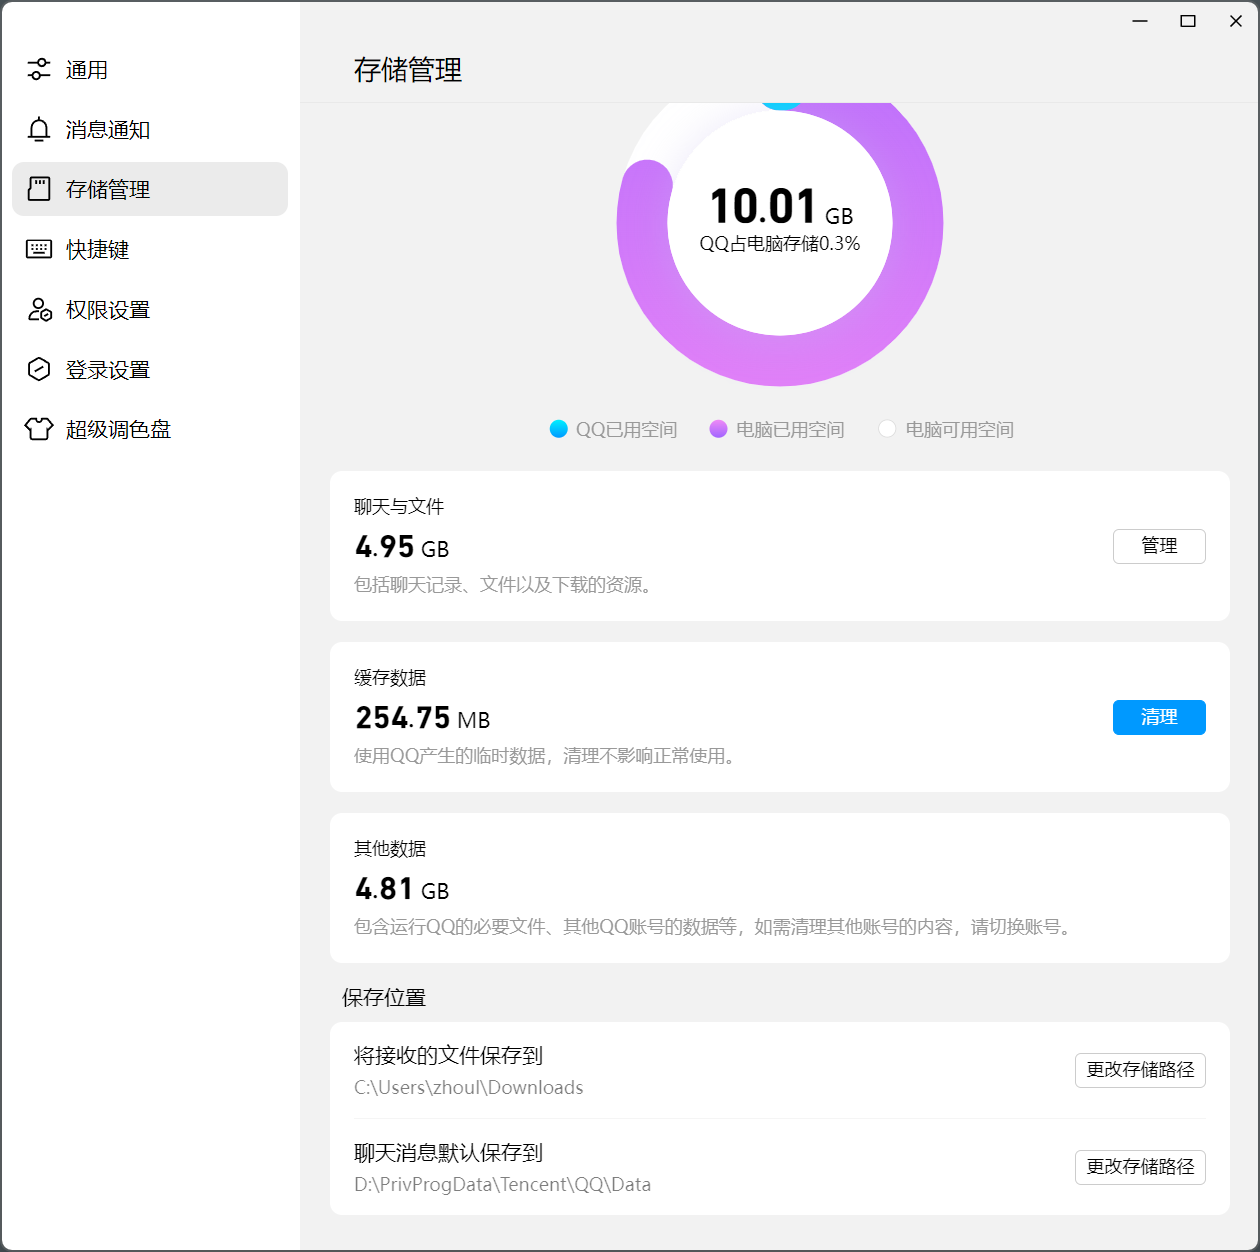 通用
消息通知
存储管理
快捷键
权限设置
登录设置
超级调色盘
存储管理
10.01 GB
QQ占电脑存储0.3%
QQ已用空间 电脑已用空间 电脑可用空间
聊天与文件
4.95 GB
包括聊天记录、文件以及下载的资源。
管理
缓存数据
254.75 MB
使用QQ产生的临时数据，清理不影响正常使用。
清理
其他数据
4.81 GB
包含运行QQ的必要文件、其他QQ账号的数据等，如需清理其他账号的内容，请切换账号。
保存位置
将接收的文件保存到
C:\Users\zhoul\Downloads
更改存储路径
聊天消息默认保存到
D:\PrivProgData\Tencent\QQ\Data
更改存储路径